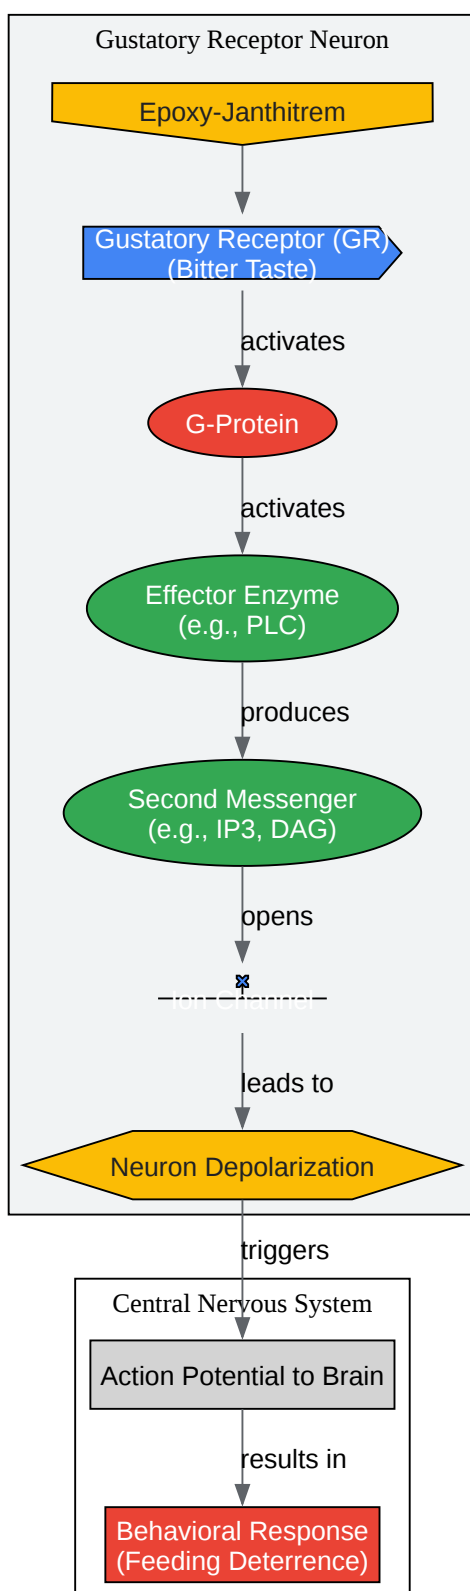 Gustatory Receptor Neuron
Epoxy-Janthitrem
Gustatory Receptor (GR)
(Bitter Taste)
activates
G-Protein
activates
Effector Enzyme
(e.g., PLC)
produces
Second Messenger
(e.g., IP3, DAG)
opens
Ion Channel
leads to
Neuron Depolarization
triggers
Central Nervous System
Action Potential to Brain
results in
Behavioral Response
(Feeding Deterrence)